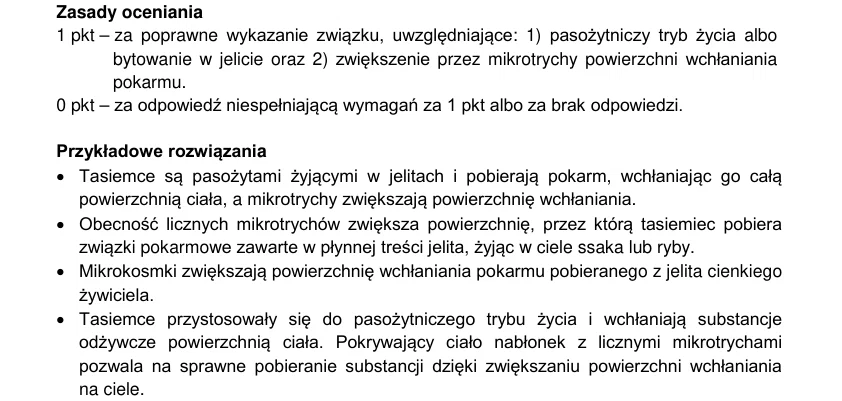 Zasady oceniania
1 pkt – za poprawne wykazanie związku, uwzględniające: 1) pasożytniczy tryb życia albo
bytowanie w jelicie oraz 2) zwiększenie przez mikrotrychy powierzchni wchłaniania
pokarmu.
0 pkt – za odpowiedź niespełniającą wymagań za 1 pkt albo za brak odpowiedzi.
Przykładowe rozwiązania
• Tasiemce są pasożytami żyjącymi w jelitach i pobierają pokarm, wchłaniając go całą
powierzchnią ciała, a mikrotrychy zwiększają powierzchnię wchłaniania.
• Obecność licznych mikrotrychów zwiększa powierzchnię, przez którą tasiemiec pobiera
związki pokarmowe zawarte w płynnej treści jelita, żyjąc w ciele ssaka lub ryby.
• Mikrokosmki zwiększają powierzchnię wchłaniania pokarmu pobieranego z jelita cienkiego
żywiciela.
• Tasiemce przystosowały się do pasożytniczego trybu życia i wchłaniają substancje
odżywcze powierzchnią ciała. Pokrywający ciało nabłonek z licznymi mikrotrychami
pozwala na sprawne pobieranie substancji dzięki zwiększaniu powierzchni wchłaniania
na ciele.